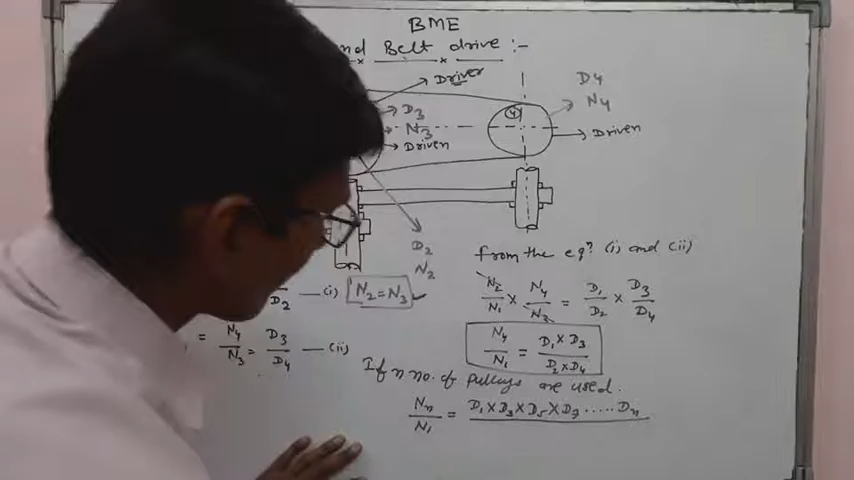 BME
nd Belt drive :-
Driver
D4
N4
D3
N3
Driven
4
Driven
D2
N2
from the eqn (i) and (ii)
D2 — (i)
N2 = N3
N2/N1 × N4/N3 = D1/D2 × D3/D4
= N4/N3 = D3/D4 — (ii)
N4/N1 = D1×D3/D2×D4
If n no. of pulleys are used.
Nn/N1 = D1×D3×D5×D7.....Dn